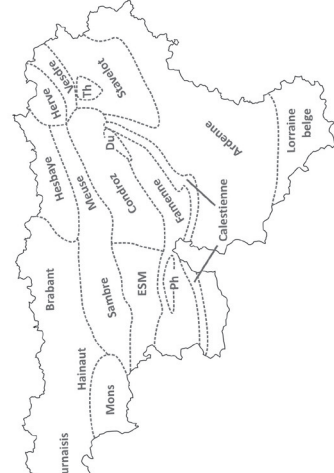 Herve
Vesdre
Th
Stavelot
Hesbaye
Meuse
Du
Condroz
Famenne
Ardenne
Lorraine
belge
Calestienne
Brabant
Sambre
ESM
Ph
Hainaut
Mons
urnaisis